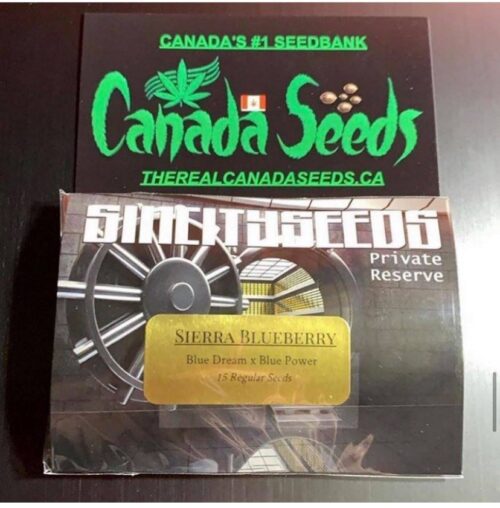 CANADA'S #1 SEEDBANK
Canada Seeds
THEREALCANADASEEDS.CA
SINCITYSEEDS
Private
Reserve
SIERRA BLUEBERRY
Blue Dream x Blue Power
15 Regular Seeds